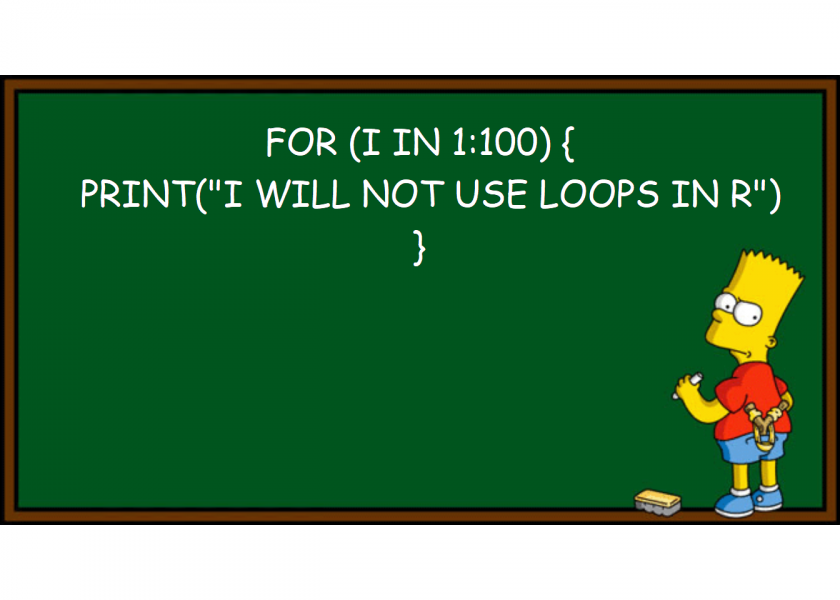 FOR (I IN 1:100) {
PRINT("I WILL NOT USE LOOPS IN R")
}